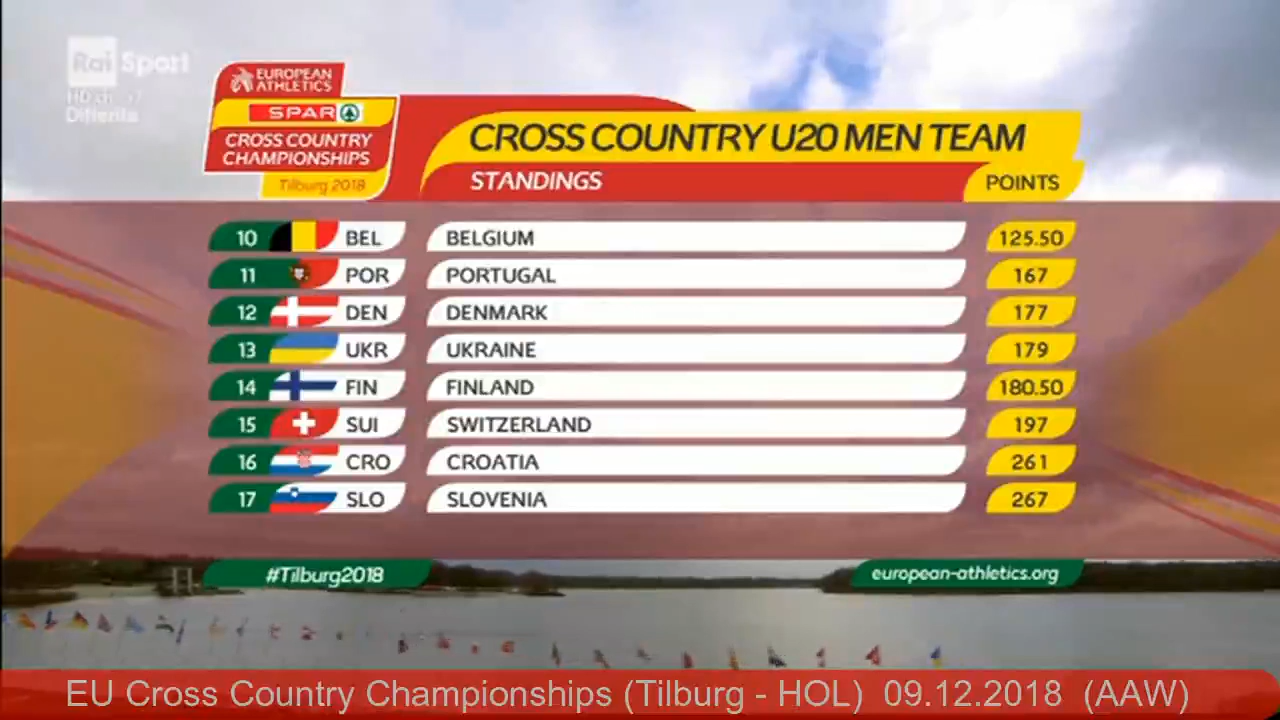 Rai Sport
EUROPEAN
ATHLETICS
SPAR
CROSS COUNTRY
CHAMPIONSHIPS
Tilburg 2018
CROSS COUNTRY U20 MEN TEAM
STANDINGS
POINTS
10 BEL BELGIUM 125.50
11 POR PORTUGAL 167
12 DEN DENMARK 177
13 UKR UKRAINE 179
14 FIN FINLAND 180.50
15 SUI SWITZERLAND 197
16 CRO CROATIA 261
17 SLO SLOVENIA 267
#Tilburg2018
european-athletics.org
EU Cross Country Championships (Tilburg - HOL) 09.12.2018 (AAW)